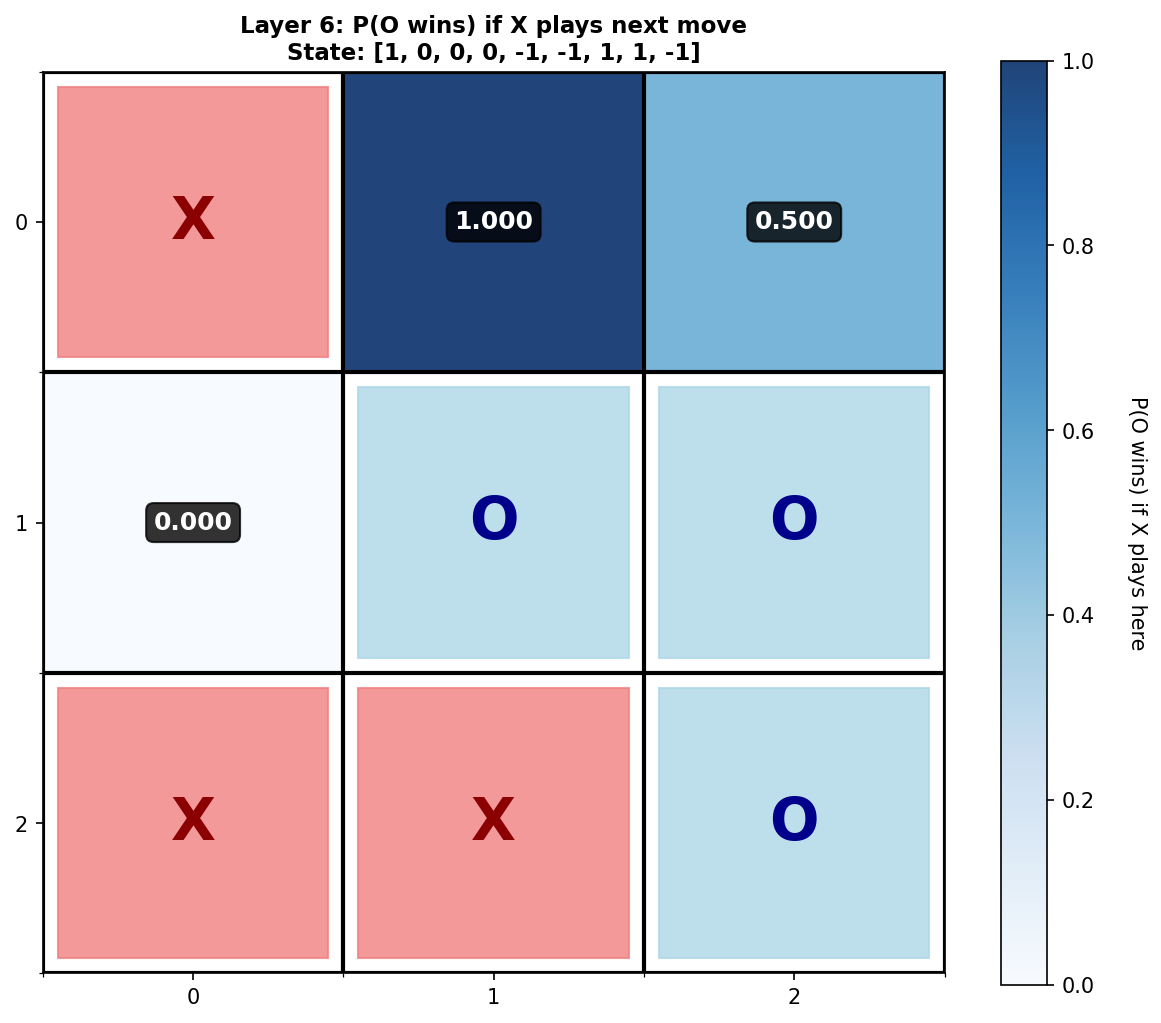 Layer 6: P(O wins) if X plays next move
State: [1, 0, 0, 0, -1, -1, 1, 1, -1]
0
X
1.000
0.500
1
0.000
O
O
2
X
X
O
0
1
2
1.0
0.8
0.6
0.4
0.2
0.0
P(O wins) if X plays here